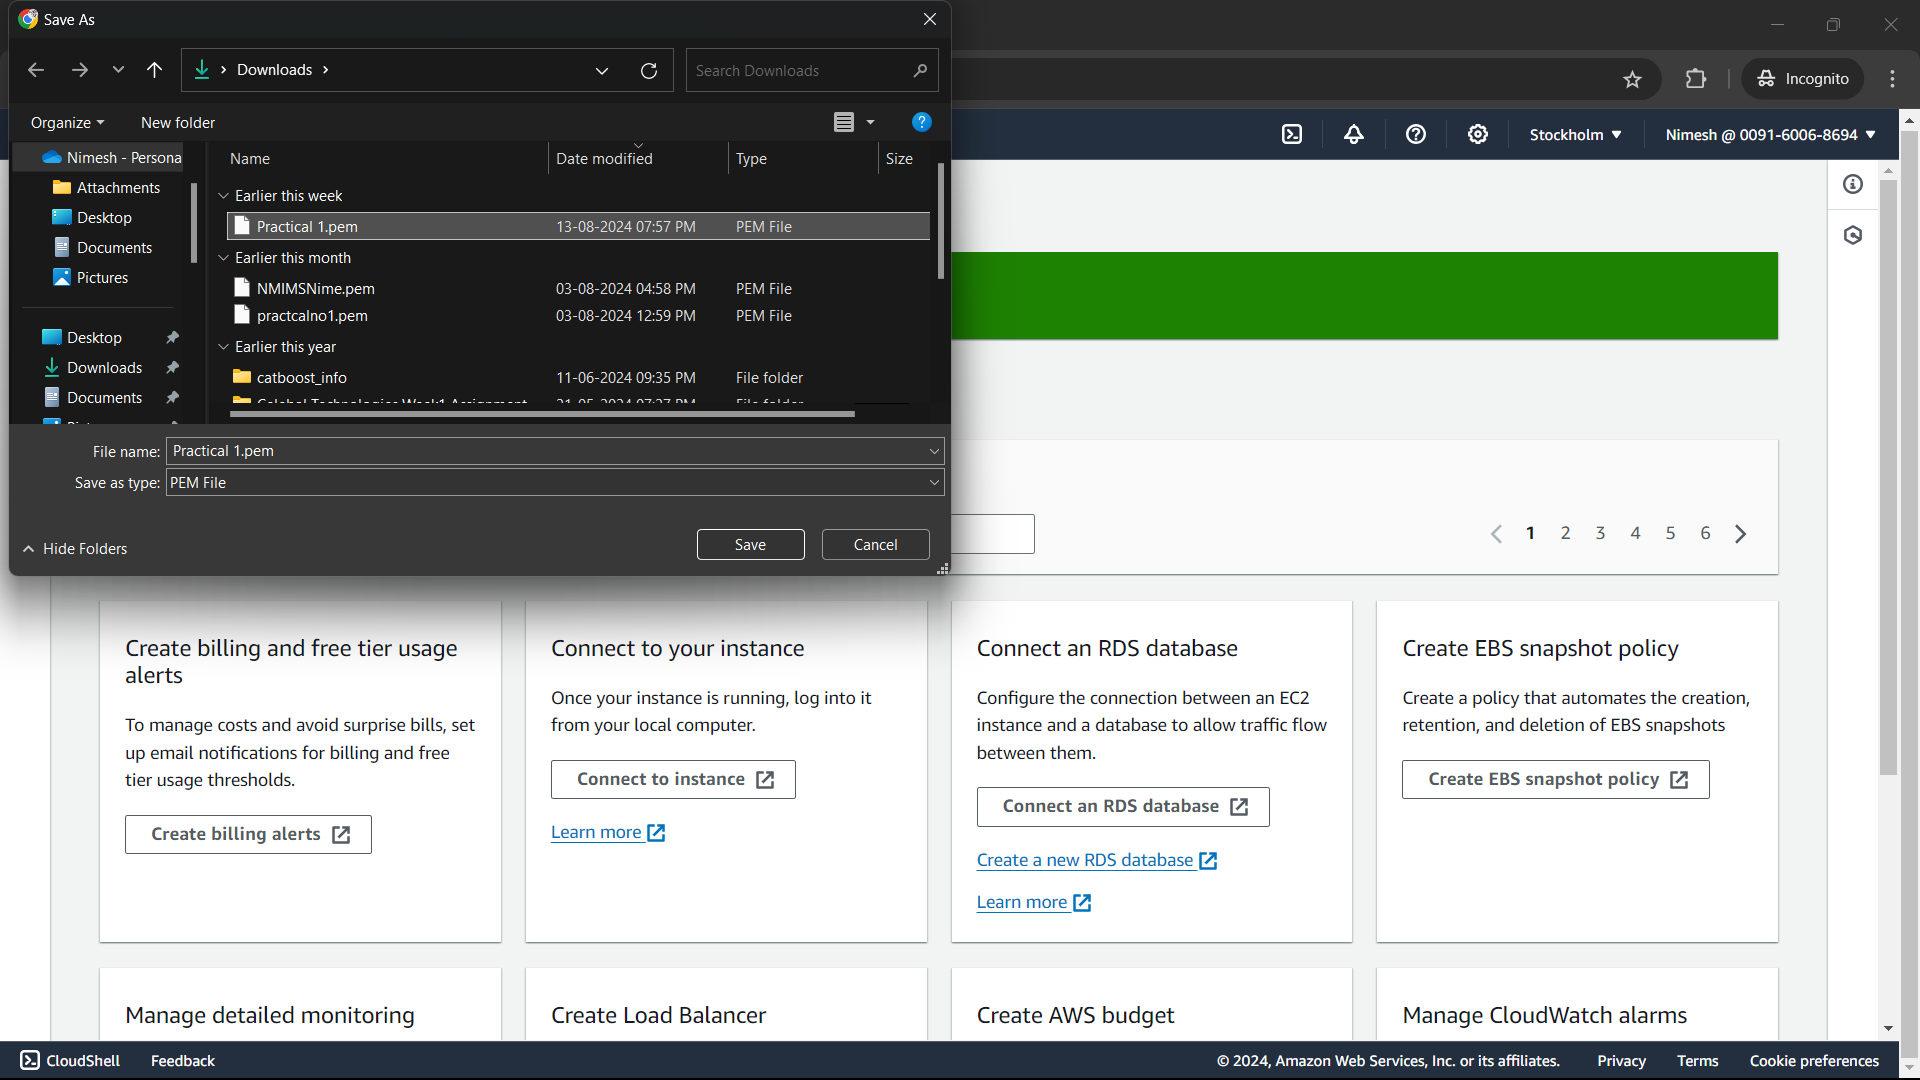 Save As
Downloads
Search Downloads
Incognito
Organize
New folder
Stockholm
Nimesh @ 0091-6006-8694
Nimesh - Persona
Attachments
Desktop
Documents
Pictures
Desktop
Downloads
Documents
Name Date modified Type Size
Earlier this week
Practical 1.pem 13-08-2024 07:57 PM PEM File
Earlier this month
NMIMSNime.pem 03-08-2024 04:58 PM PEM File
practcalno1.pem 03-08-2024 12:59 PM PEM File
Earlier this year
catboost_info 11-06-2024 09:35 PM File folder
File name: Practical 1.pem
Save as type: PEM File
Hide Folders
Save
Cancel
1 2 3 4 5 6
Create billing and free tier usage
alerts
To manage costs and avoid surprise bills, set
up email notifications for billing and free
tier usage thresholds.
Create billing alerts
Connect to your instance
Once your instance is running, log into it
from your local computer.
Connect to instance
Learn more
Connect an RDS database
Configure the connection between an EC2
instance and a database to allow traffic flow
between them.
Connect an RDS database
Create a new RDS database
Learn more
Create EBS snapshot policy
Create a policy that automates the creation,
retention, and deletion of EBS snapshots
Create EBS snapshot policy
Manage detailed monitoring
Create Load Balancer
Create AWS budget
Manage CloudWatch alarms
CloudShell
Feedback
© 2024, Amazon Web Services, Inc. or its affiliates.
Privacy
Terms
Cookie preferences